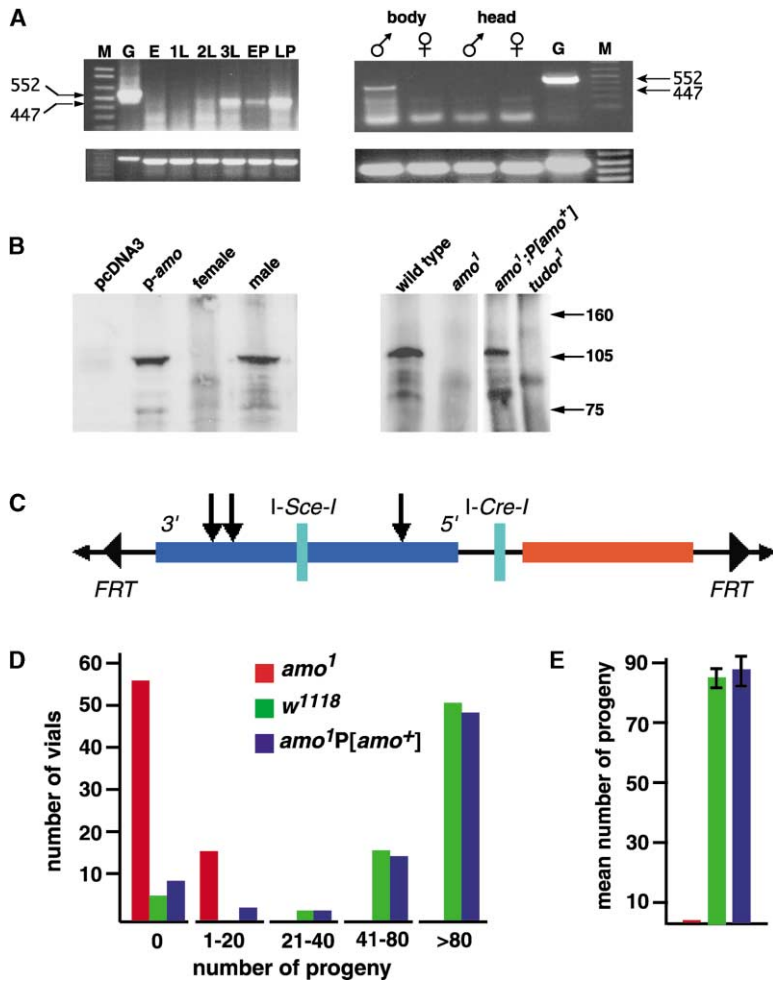 A
M G E 1L 2L 3L EP LP
552
447
body head
♂ ♀ ♂ ♀ G M
552
447
B
pcDNA3 p-amo female male
wild type amo¹ amo¹;P[amo⁺] tudor¹
160
105
75
C
3' I-Sce-I 5' I-Cre-I
FRT FRT
D
number of vials
60
50
40
30
20
10
amo¹
w¹¹¹⁸
amo¹P[amo⁺]
0 1-20 21-40 41-80 >80
number of progeny
E
mean number of progeny
90
70
50
30
10